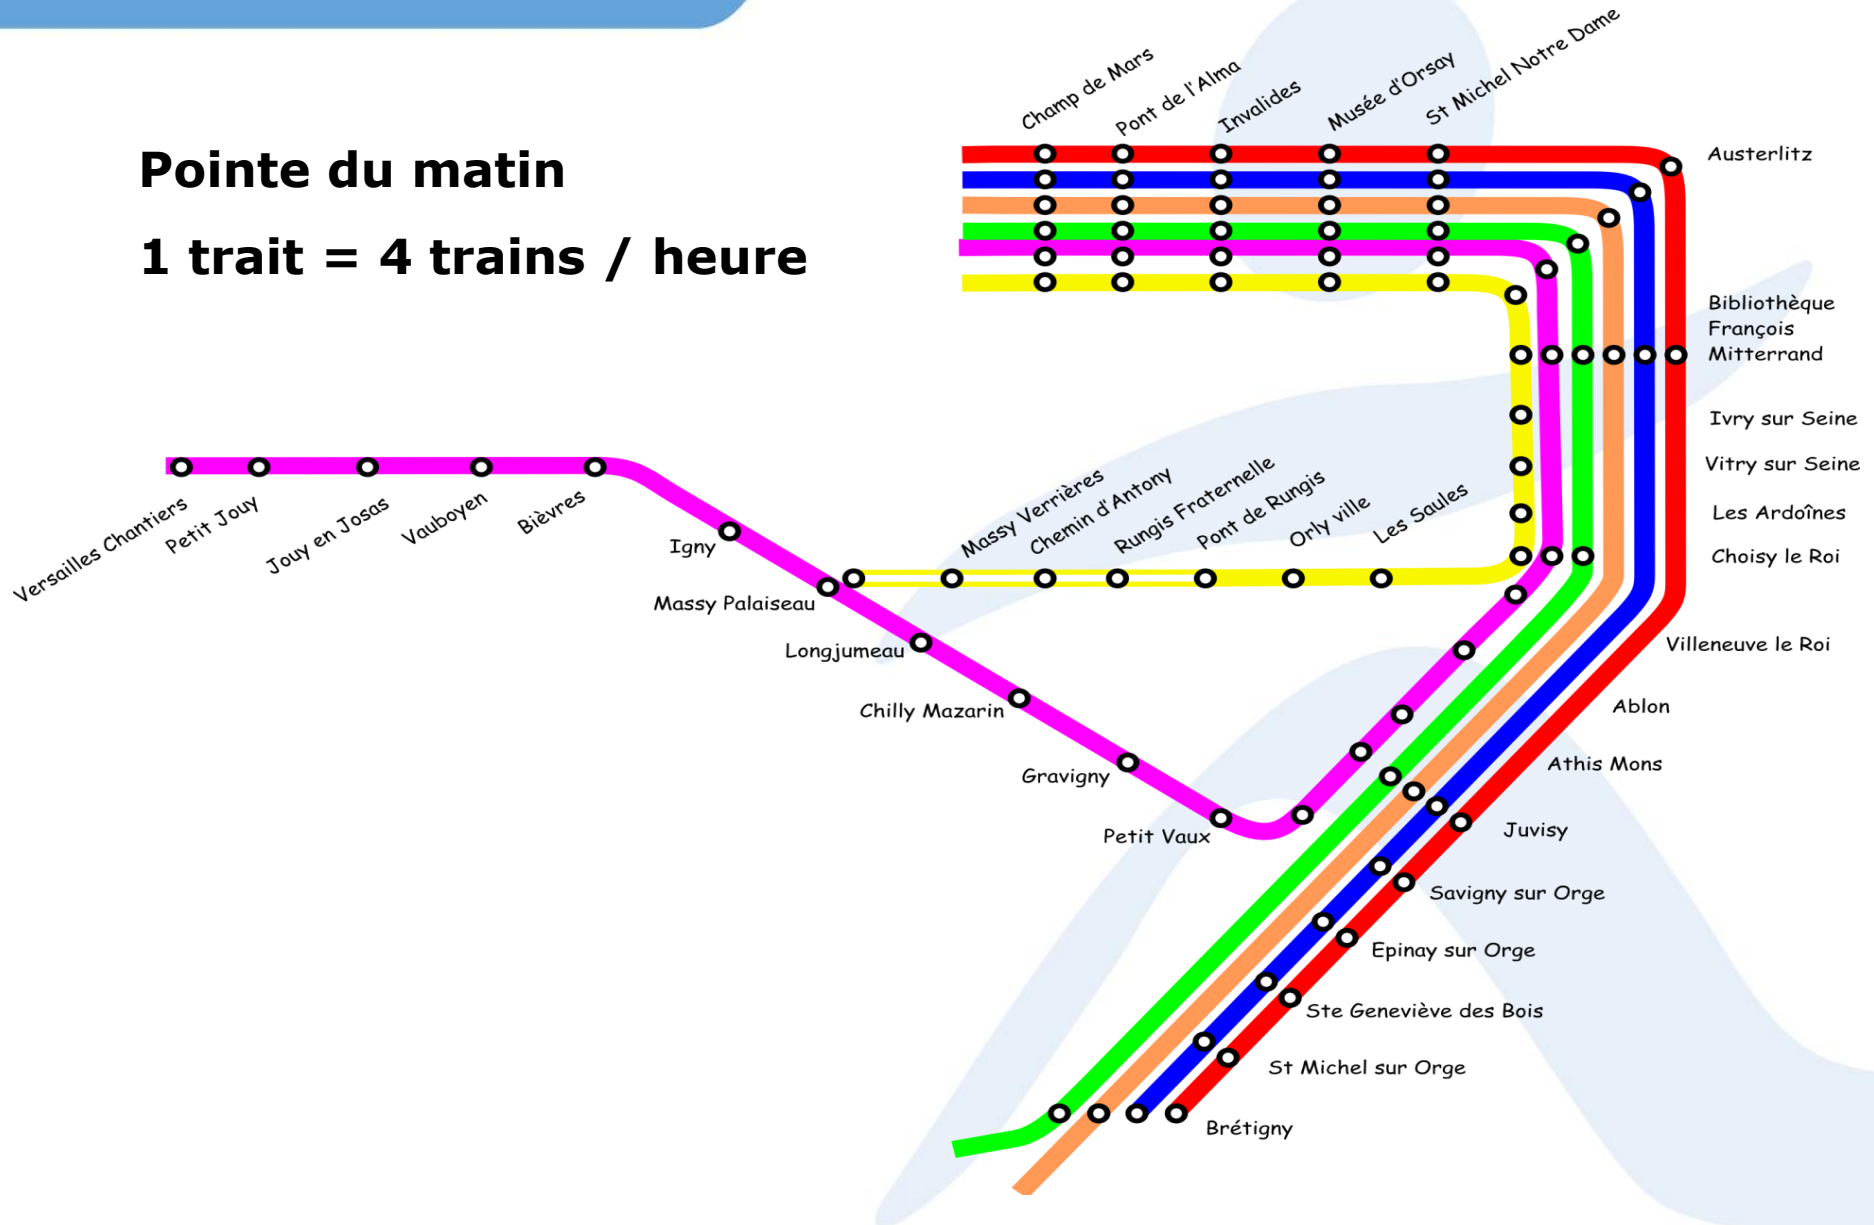 Pointe du matin
1 trait = 4 trains / heure
Champ de Mars
Pont de l'Alma
Invalides
Musée d'Orsay
St Michel Notre Dame
Austerlitz
Bibliothèque
François
Mitterrand
Ivry sur Seine
Vitry sur Seine
Les Ardoînes
Choisy le Roi
Versailles Chantiers
Petit Jouy
Jouy en Josas
Vauboyen
Bièvres
Igny
Massy Palaiseau
Massy Verrières
Chemin d'Antony
Rungis Fraternelle
Pont de Rungis
Orly ville
Les Saules
Longjumeau
Chilly Mazarin
Gravigny
Petit Vaux
Villeneuve le Roi
Ablon
Athis Mons
Juvisy
Savigny sur Orge
Epinay sur Orge
Ste Geneviève des Bois
St Michel sur Orge
Brétigny